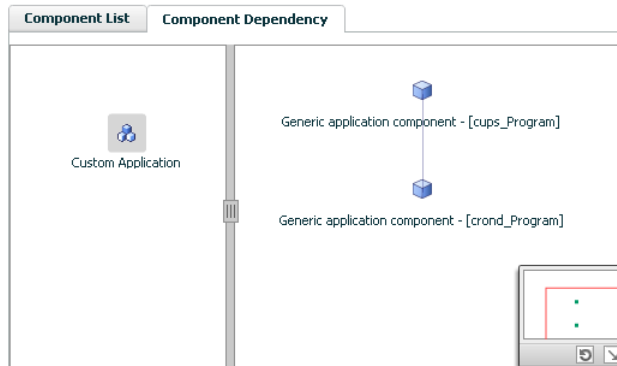 Component List
Component Dependency
Custom Application
Generic application component - [cups_Program]
Generic application component - [crond_Program]